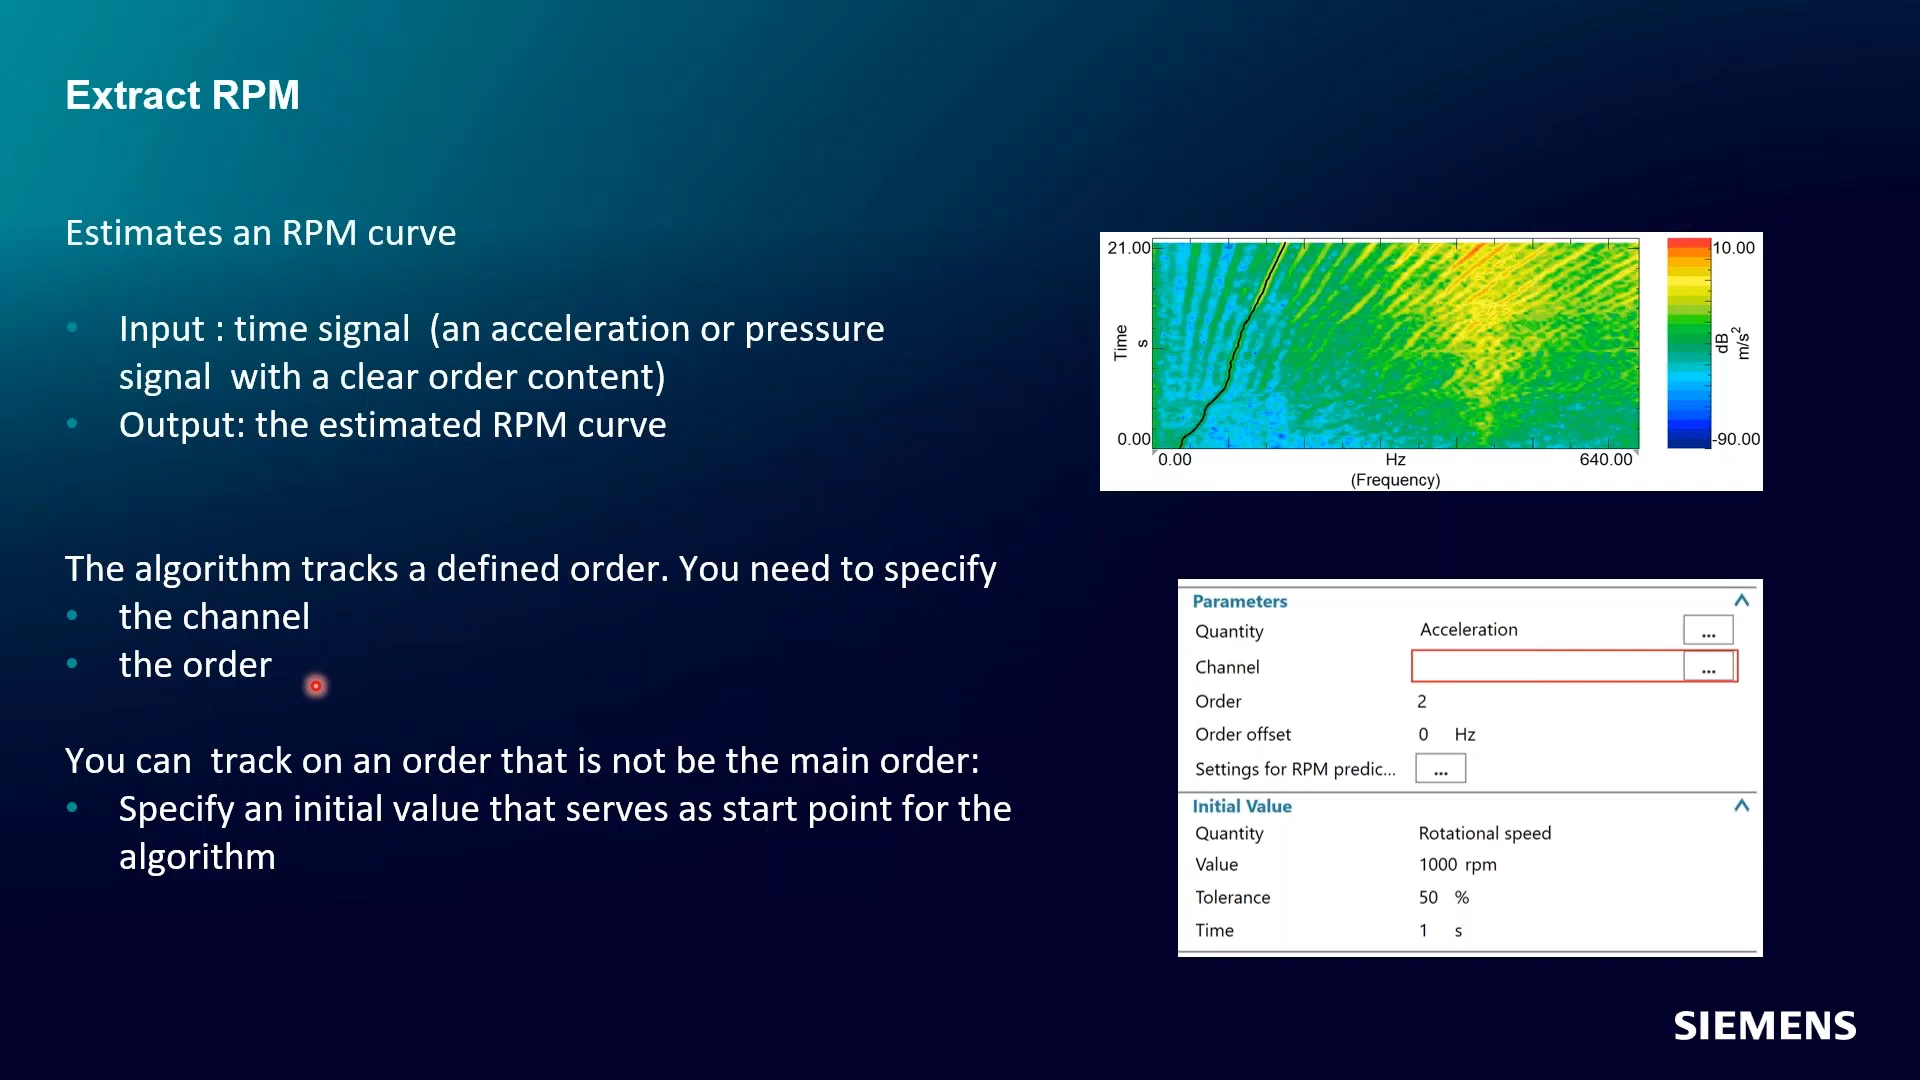 Extract RPM
Estimates an RPM curve
Input : time signal (an acceleration or pressure
signal with a clear order content)
Output: the estimated RPM curve
The algorithm tracks a defined order. You need to specify
the channel
the order
You can track on an order that is not be the main order:
Specify an initial value that serves as start point for the
algorithm
21.00
Time
s
0.00
0.00
Hz
640.00
(Frequency)
10.00
dB
m/s²
-90.00
Parameters
Quantity Acceleration ...
Channel ...
Order 2
Order offset 0 Hz
Settings for RPM predic... ...
Initial Value
Quantity Rotational speed
Value 1000 rpm
Tolerance 50 %
Time 1 s
SIEMENS